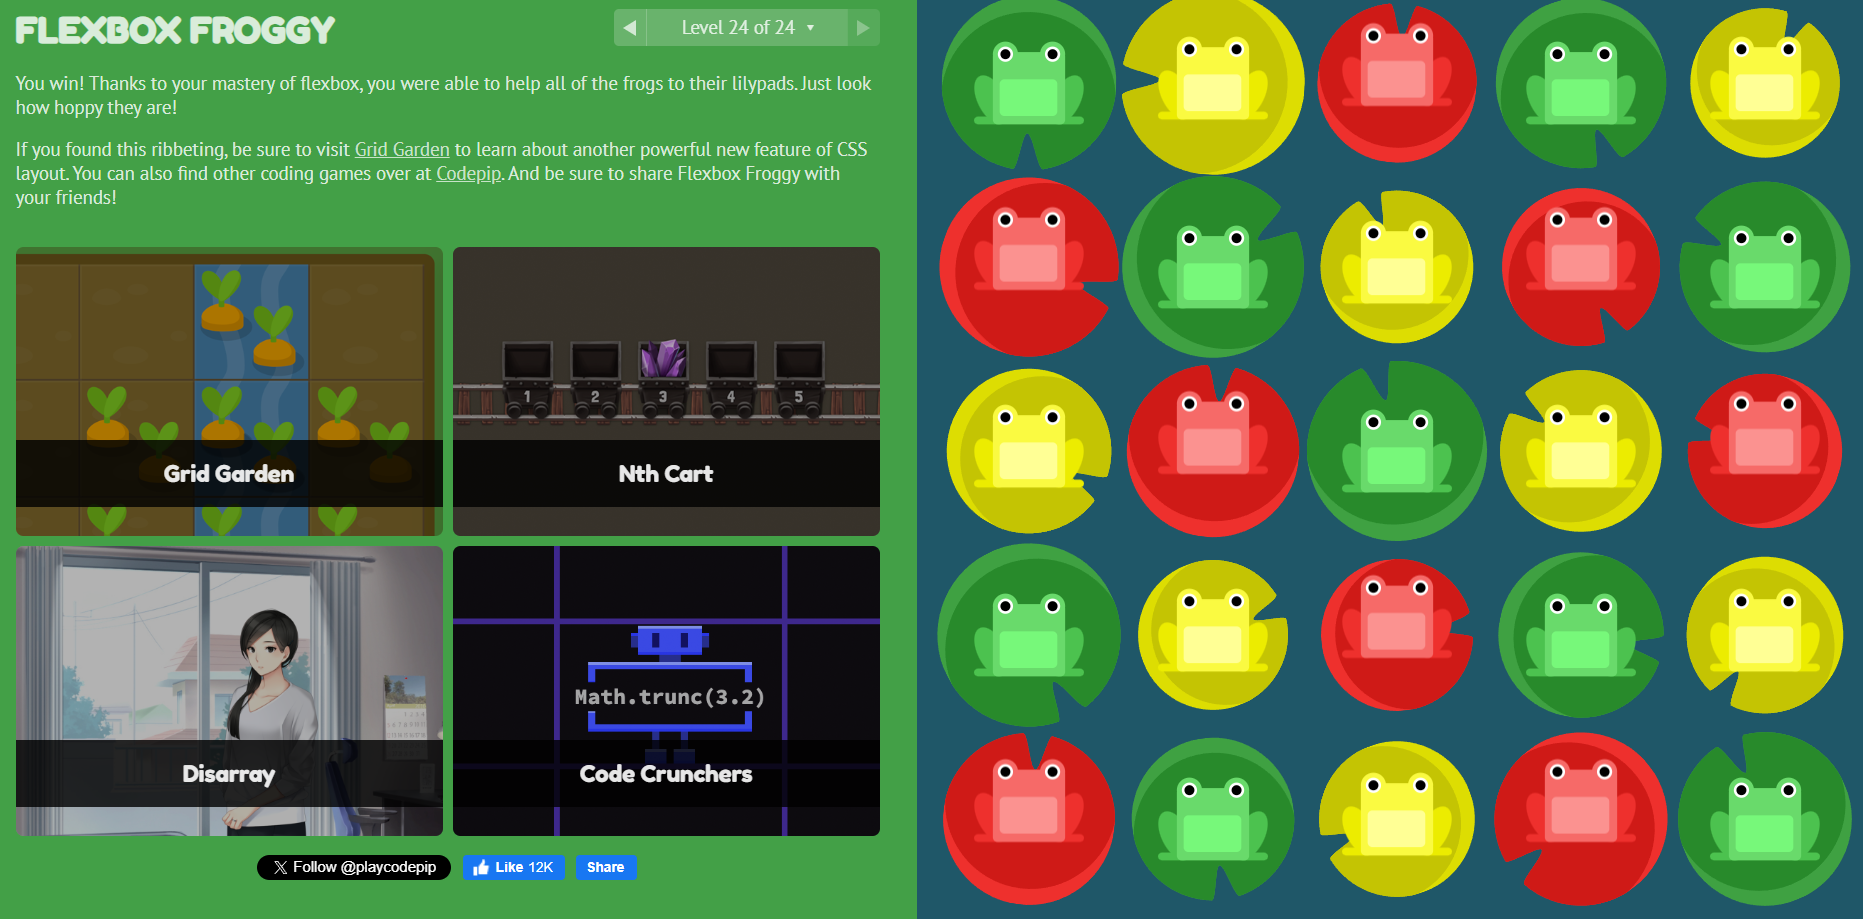 FLEXBOX FROGGY
Level 24 of 24
You win! Thanks to your mastery of flexbox, you were able to help all of the frogs to their lilypads. Just look
how hoppy they are!
If you found this ribbeting, be sure to visit Grid Garden to learn about another powerful new feature of CSS
layout. You can also find other coding games over at Codepip. And be sure to share Flexbox Froggy with
your friends!
1 2 3 4 5
Grid Garden
Nth Cart
Math.trunc(3.2)
Disarray
Code Crunchers
Follow @playcodepip
Like 12K
Share